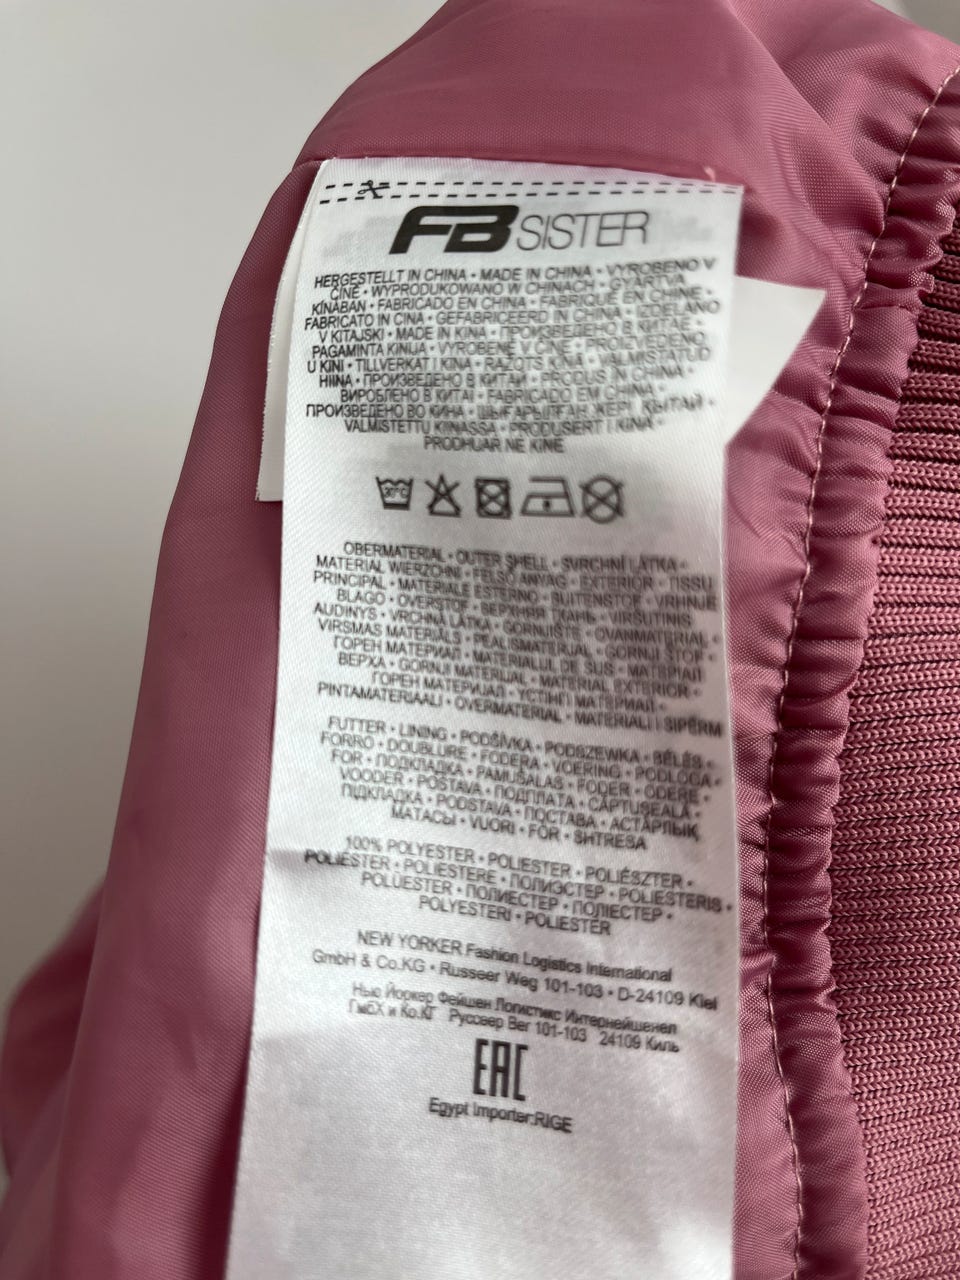 FB SISTER
HERGESTELLT IN CHINA • MADE IN CHINA • VYROBENO V
ČÍNĚ • WYPRODUKOWANO W CHINACH • GYÁRTVA
KÍNÁBAN • FABRICADO EN CHINA • FABRIQUÉ EN CHINE •
FABRICATO IN CINA • GEFABRICEERD IN CHINA • IZDELANO
V KITAJSKI • MADE IN KINA • ПРОИЗВЕДЕНО В КИТАЕ •
PAGAMINTA KINIJA • VYROBENÉ V ČÍNE • PROIZVEDENO
U KINI • TILLVERKAT I KINA • RAŽOTS ĶĪNĀ • VALMISTATUD
HIINA • ПРОИЗВЕДЕНО В КИТАЙ • PRODUS IN CHINA •
ВИРОБЛЕНО В КИТАЇ • FABRICADO EM CHINA •
ПРОИЗВЕДЕНО ВО КИНА • ШЫҒАРЫЛҒАН ЖЕРІ, ҚЫТАЙ •
VALMISTETTU KIINASSA • PRODUSERT I KINA •
PRODHUAR NE KINE
30°C
OBERMATERIAL • OUTER SHELL • SVRCHNÍ LÁTKA •
MATERIAŁ WIERZCHNI • FELSŐ ANYAG • EXTERIOR • TISSU
PRINCIPAL • MATERIALE ESTERNO • BUITENSTOF • VRHNJE
BLAGO • OVERSTOF • ВЕРХНЯЯ ТКАНЬ • VIRŠUTINIS
AUDINYS • VRCHNÁ LÁTKA • GORNJIŠTE • OVANMATERIAL •
VIRSMAS MATERIĀLS • PEALISMATERJAL • GORNJI ŠTOF •
ГОРЕН МАТЕРИАЛ • MATERIALUL DE SUS • МАТЕРІАЛ
ВЕРХА • GORNJI MATERIJAL • MATERIAL EXTERIOR •
ГОРЕН МАТЕРИЈАЛ • ҮСТІҢГІ МАТЕРИАЛ •
PINTAMATERIAALI • OVERMATERIAL • MATERIALI I SIPËRM
FUTTER • LINING • PODŠÍVKA • PODSZEWKA • BÉLÉS •
FORRO • DOUBLURE • FODERA • VOERING • PODLOGA •
FOR • ПОДКЛАДКА • PAMUŠALAS • FODER • ODERE •
VOODER • POSTAVA • ПОДПЛАТА • CĂPTUȘEALĂ •
ПІДКЛАДКА • PODSTAVA • ПОСТАВА • АСТАРЛЫҚ
МАТАСЫ • VUORI • FÔR • SHTRESA
100% POLYESTER • POLIESTER • POLIÉSZTER •
POLIÉSTER • POLIESTERE • ПОЛИЭСТЕР • POLIESTERIS •
POLÜESTER • ПОЛИЕСТЕР • ПОЛІЕСТЕР •
POLYESTERI • POLIESTËR
NEW YORKER Fashion Logistics International
GmbH & Co.KG • Russeer Weg 101-103 • D-24109 Kiel
Нью Йоркер Фейшен Логистикс Интернейшенел
ГмбХ и Ко.КГ Руссеер Вег 101-103 24109 Киль
EAC
Egypt Importer:RIGE